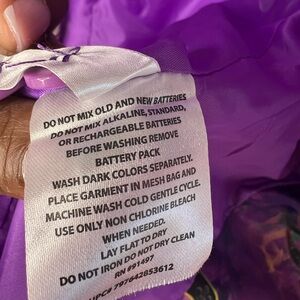 DO NOT MIX OLD AND NEW BATTERIES
DO NOT MIX ALKALINE, STANDARD,
OR RECHARGEABLE BATTERIES
BEFORE WASHING REMOVE
BATTERY PACK
WASH DARK COLORS SEPARATELY.
PLACE GARMENT IN MESH BAG AND
MACHINE WASH COLD GENTLE CYCLE.
USE ONLY NON CHLORINE BLEACH
WHEN NEEDED.
LAY FLAT TO DRY
DO NOT IRON DO NOT DRY CLEAN
RN #91497
UPC# 797642853612